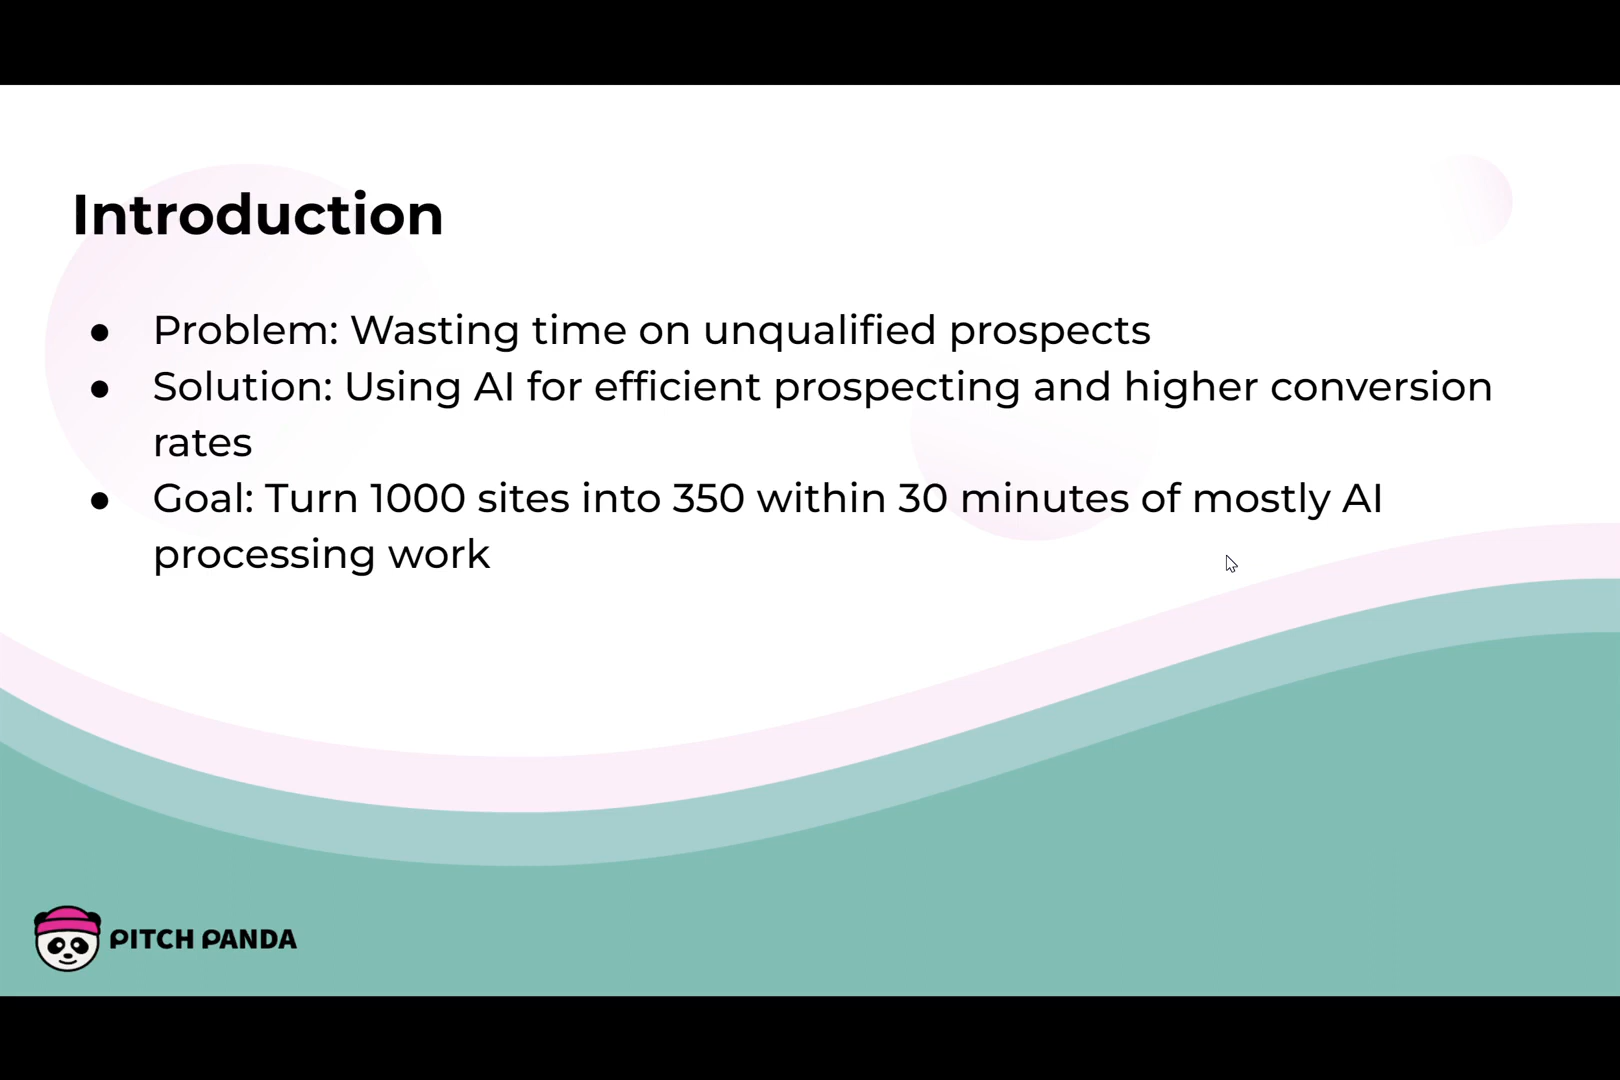 Introduction
● Problem: Wasting time on unqualified prospects
● Solution: Using AI for efficient prospecting and higher conversion
rates
● Goal: Turn 1000 sites into 350 within 30 minutes of mostly AI
processing work
PITCH PANDA